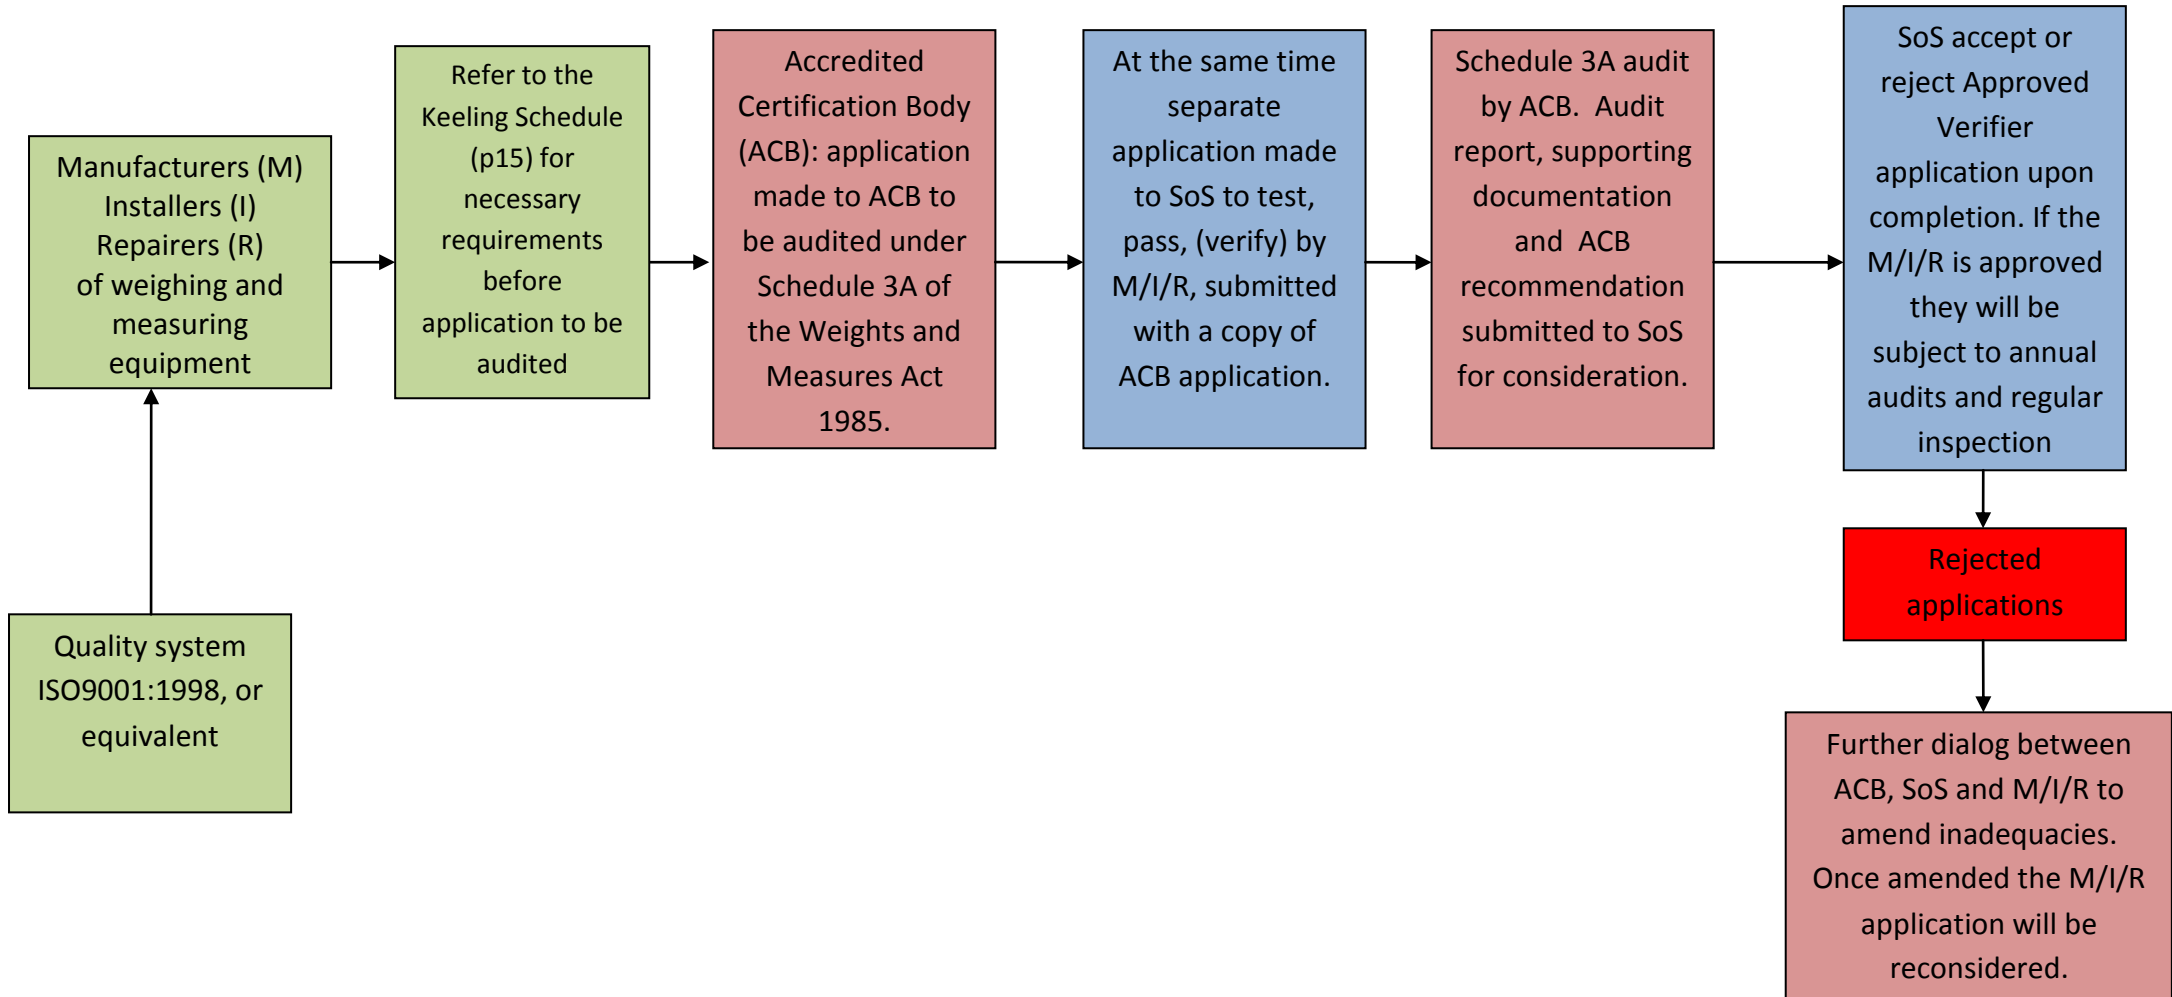 Manufacturers (M)
Installers (I)
Repairers (R)
of weighing and
measuring
equipment
Quality system
ISO9001:1998, or
equivalent
Refer to the
Keeling Schedule
(p15) for
necessary
requirements
before
application to be
audited
Accredited
Certification Body
(ACB): application
made to ACB to
be audited under
Schedule 3A of
the Weights and
Measures Act
1985.
At the same time
separate
application made
to SoS to test,
pass, (verify) by
M/I/R, submitted
with a copy of
ACB application.
Schedule 3A audit
by ACB.  Audit
report, supporting
documentation
and  ACB
recommendation
submitted to SoS
for consideration.
SoS accept or
reject Approved
Verifier
application upon
completion. If the
M/I/R is approved
they will be
subject to annual
audits and regular
inspection
Rejected
applications
Further dialog between
ACB, SoS and M/I/R to
amend inadequacies.
Once amended the M/I/R
application will be
reconsidered.